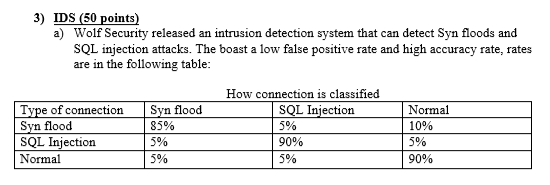 3) IDS (50 points)
a) Wolf Security released an intrusion detection system that can detect Syn floods and
SQL injection attacks. The boast a low false positive rate and high accuracy rate, rates
are in the following table:
How connection is classified
Type of connection Syn flood SQL Injection Normal
Syn flood 85% 5% 10%
SQL Injection 5% 90% 5%
Normal 5% 5% 90%